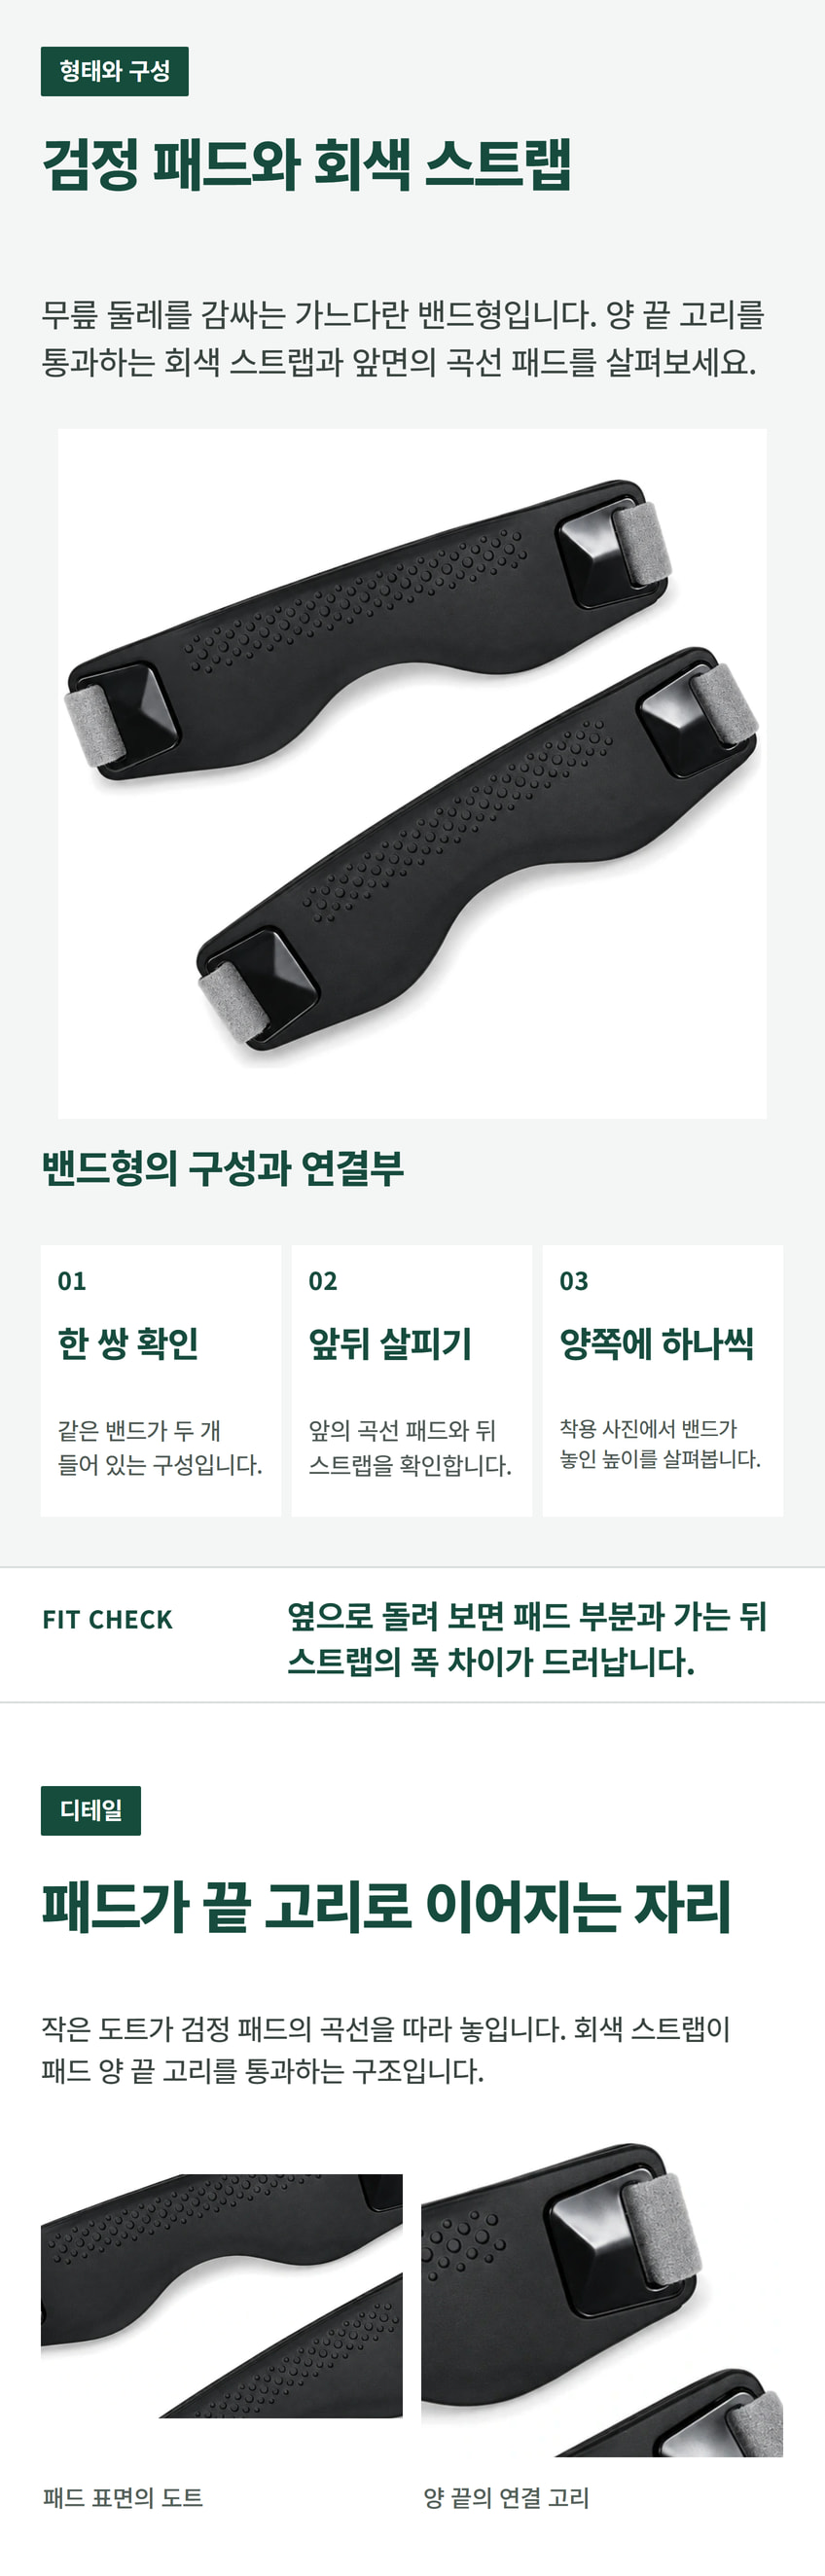 형태와 구성
검정 패드와 회색 스트랩
무릎 둘레를 감싸는 가느다란 밴드형입니다. 양 끝 고리를
통과하는 회색 스트랩과 앞면의 곡선 패드를 살펴보세요.
밴드형의 구성과 연결부
01
한 쌍 확인
같은 밴드가 두 개
들어 있는 구성입니다.
02
앞뒤 살피기
앞의 곡선 패드와 뒤
스트랩을 확인합니다.
03
양쪽에 하나씩
착용 사진에서 밴드가
놓인 높이를 살펴봅니다.
FIT CHECK
옆으로 돌려 보면 패드 부분과 가는 뒤
스트랩의 폭 차이가 드러납니다.
디테일
패드가 끝 고리로 이어지는 자리
작은 도트가 검정 패드의 곡선을 따라 놓입니다. 회색 스트랩이
패드 양 끝 고리를 통과하는 구조입니다.
패드 표면의 도트
양 끝의 연결 고리